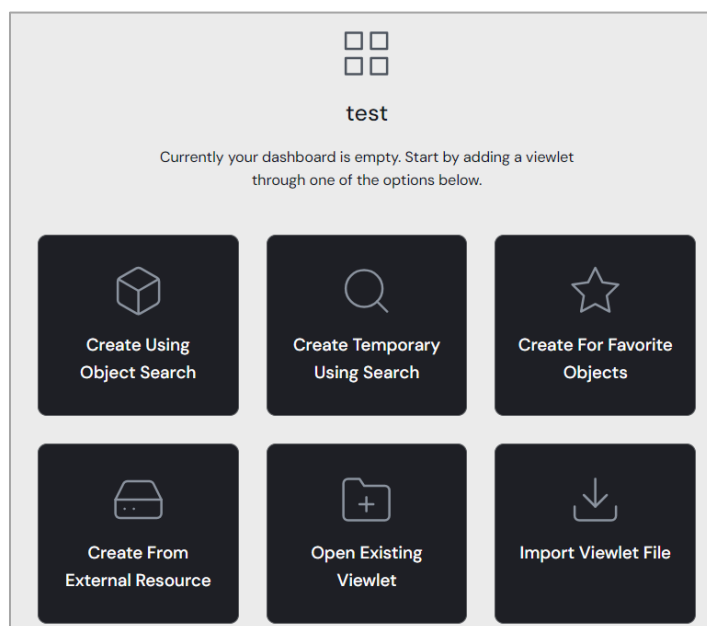 test
Currently your dashboard is empty. Start by adding a viewlet
through one of the options below.
Create Using
Object Search
Create Temporary
Using Search
Create For Favorite
Objects
Create From
External Resource
Open Existing
Viewlet
Import Viewlet File